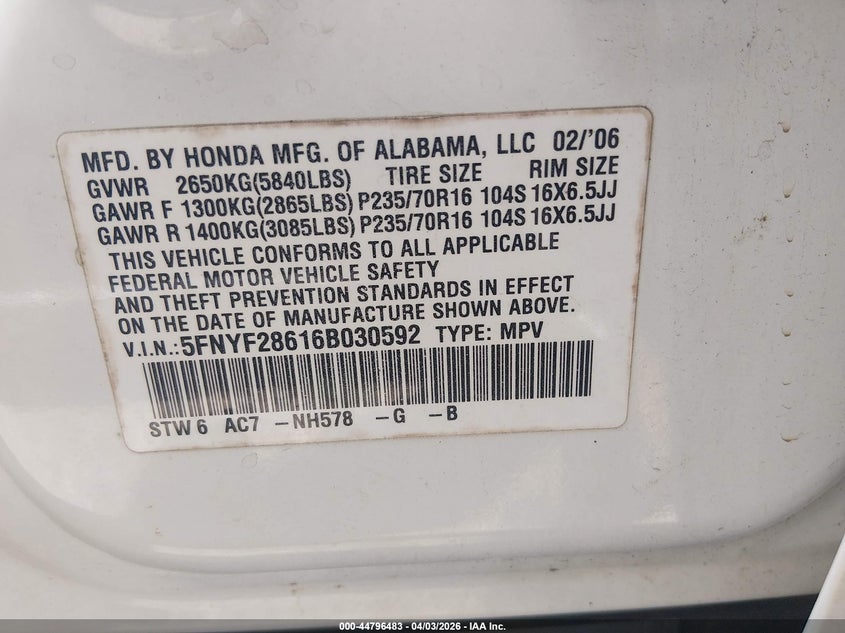 MFD. BY HONDA MFG. OF ALABAMA, LLC 02/'06
GVWR 2650KG(5840LBS) TIRE SIZE RIM SIZE
GAWR F 1300KG(2865LBS) P235/70R16 104S 16X6.5JJ
GAWR R 1400KG(3085LBS) P235/70R16 104S 16X6.5JJ
THIS VEHICLE CONFORMS TO ALL APPLICABLE
FEDERAL MOTOR VEHICLE SAFETY
AND THEFT PREVENTION STANDARDS IN EFFECT
ON THE DATE OF MANUFACTURE SHOWN ABOVE.
V.I.N.:5FNYF28616B030592 TYPE: MPV
STW 6 AC7 -NH578 -G -B
000-44796483 - 04/03/2026 - IAA Inc.